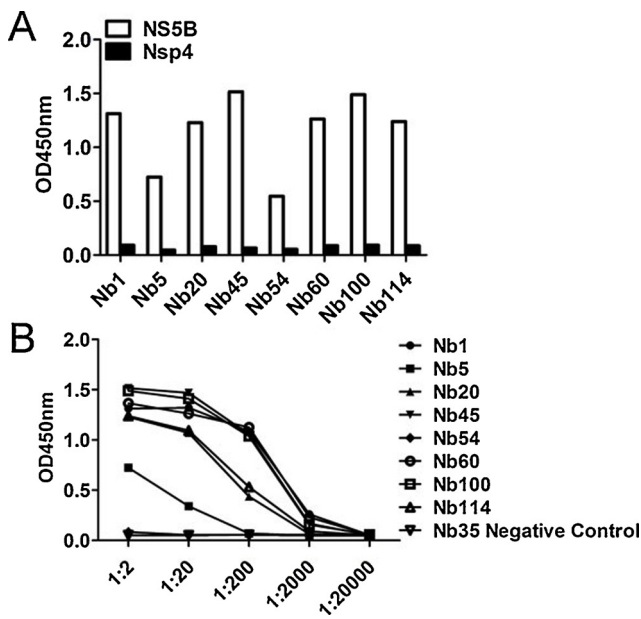 A
NS5B
Nsp4
OD450nm
2.0
1.5
1.0
0.5
0.0
Nb1 Nb5 Nb20 Nb45 Nb54 Nb60 Nb100 Nb114
B
OD450nm
2.0
1.5
1.0
0.5
0.0
1:2 1:20 1:200 1:2000 1:20000
Nb1
Nb5
Nb20
Nb45
Nb54
Nb60
Nb100
Nb114
Nb35 Negative Control